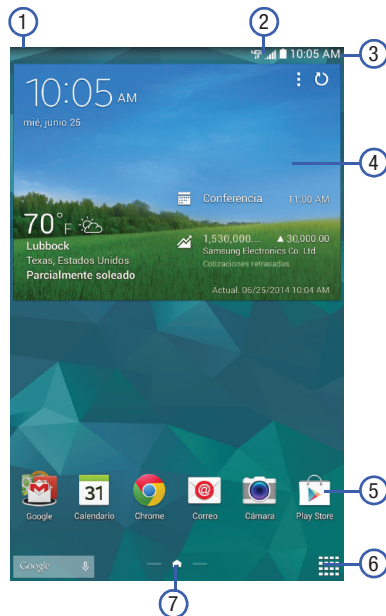 1
2
3
4G 10:05 AM
10:05 AM
mié, junio 25
4
Conferencia 11:00 AM
70°F
Lubbock
Texas, Estados Unidos
Parcialmente soleado
1,530,000.... ▲ 30,000.00
Samsung Electronics Co. Ltd
Cotizaciones retrasadas
Actual. 06/25/2014 10:04 AM
31
@
5
Google Calendario Chrome Correo Cámara Play Store
Google
6
7